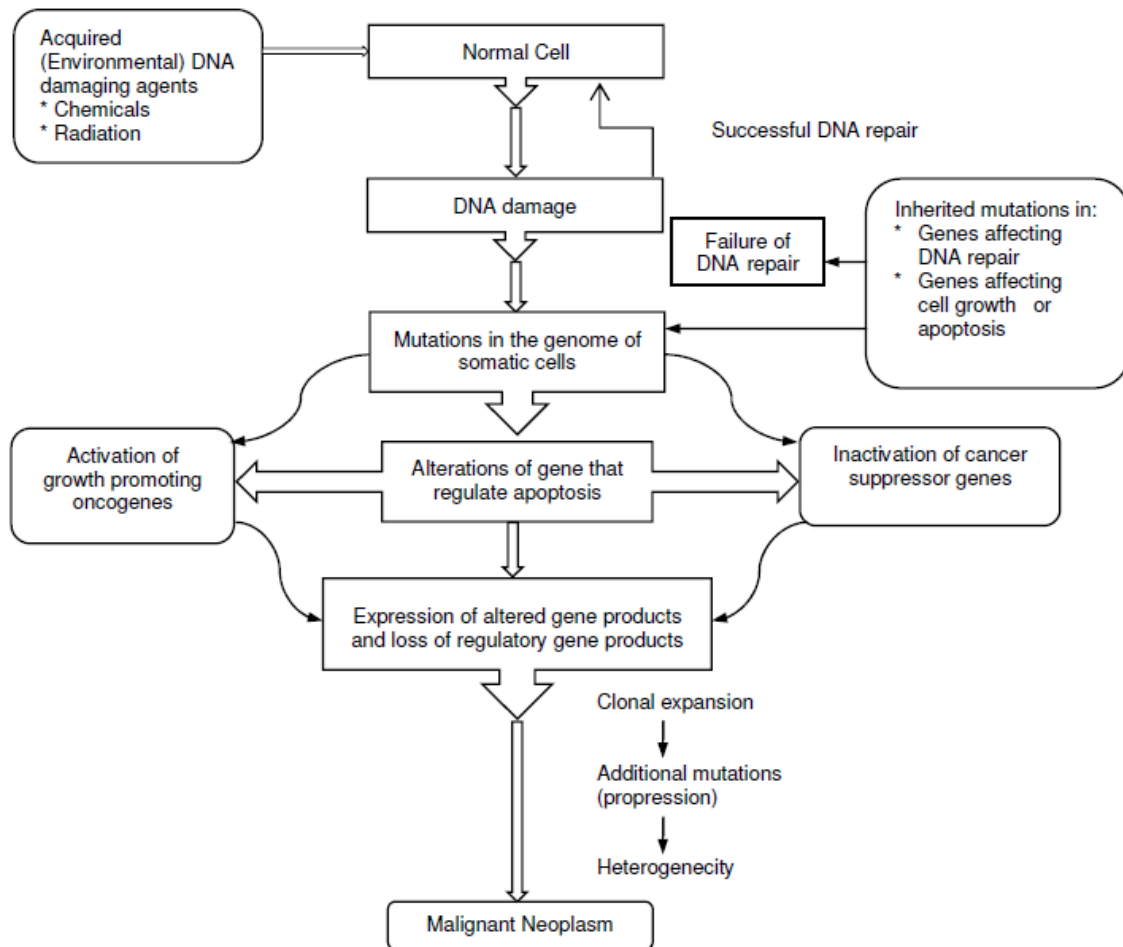 Acquired
(Environmental) DNA
damaging agents
* Chemicals
* Radiation
Normal Cell
Successful DNA repair
DNA damage
Inherited mutations in:
* Genes affecting
DNA repair
* Genes affecting
cell growth or
apoptosis
Failure of
DNA repair
Mutations in the genome of
somatic cells
Activation of
growth promoting
oncogenes
Alterations of gene that
regulate apoptosis
Inactivation of cancer
suppressor genes
Expression of altered gene products
and loss of regulatory gene products
Clonal expansion
Additional mutations
(propression)
Heterogenecity
Malignant Neoplasm